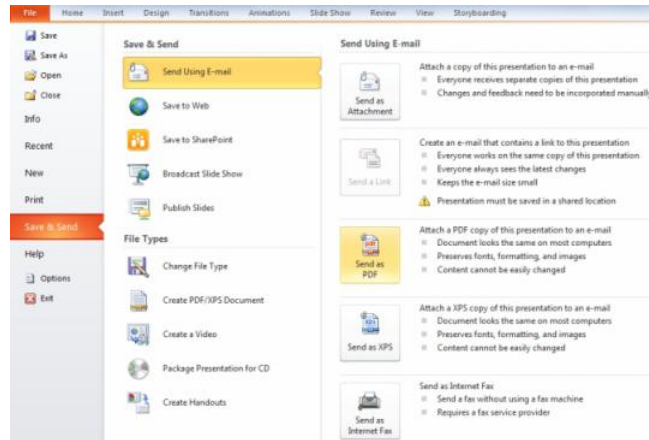 File Home Insert Design Transitions Animations Slide Show Review View Storyboarding
Save
Save As
Open
Close
Info
Recent
New
Print
Save & Send
Help
Options
Exit
Save & Send
Send Using E-mail
Save to Web
Save to SharePoint
Broadcast Slide Show
Publish Slides
File Types
Change File Type
Create PDF/XPS Document
Create a Video
Package Presentation for CD
Create Handouts
Send Using E-mail
Send as
Attachment
Attach a copy of this presentation to an e-mail
Everyone receives separate copies of this presentation
Changes and feedback need to be incorporated manually
Send a Link
Create an e-mail that contains a link to this presentation
Everyone works on the same copy of this presentation
Everyone always sees the latest changes
Keeps the e-mail size small
Presentation must be saved in a shared location
Send as
PDF
Attach a PDF copy of this presentation to an e-mail
Document looks the same on most computers
Preserves fonts, formatting, and images
Content cannot be easily changed
Send as XPS
Attach a XPS copy of this presentation to an e-mail
Document looks the same on most computers
Preserves fonts, formatting, and images
Content cannot be easily changed
Send as
Internet Fax
Send as Internet Fax
Send a fax without using a fax machine
Requires a fax service provider